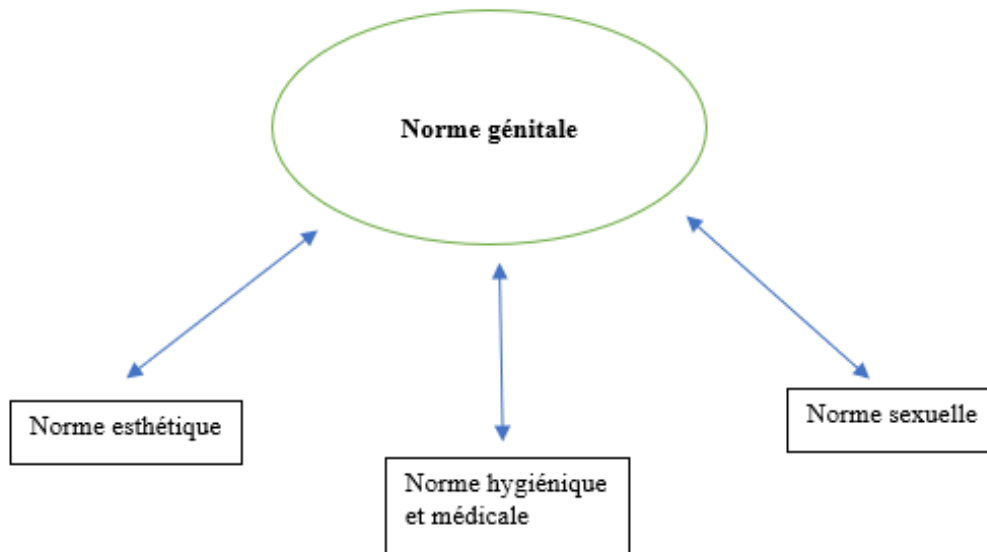 Norme génitale
Norme esthétique
Norme hygiénique
et médicale
Norme sexuelle